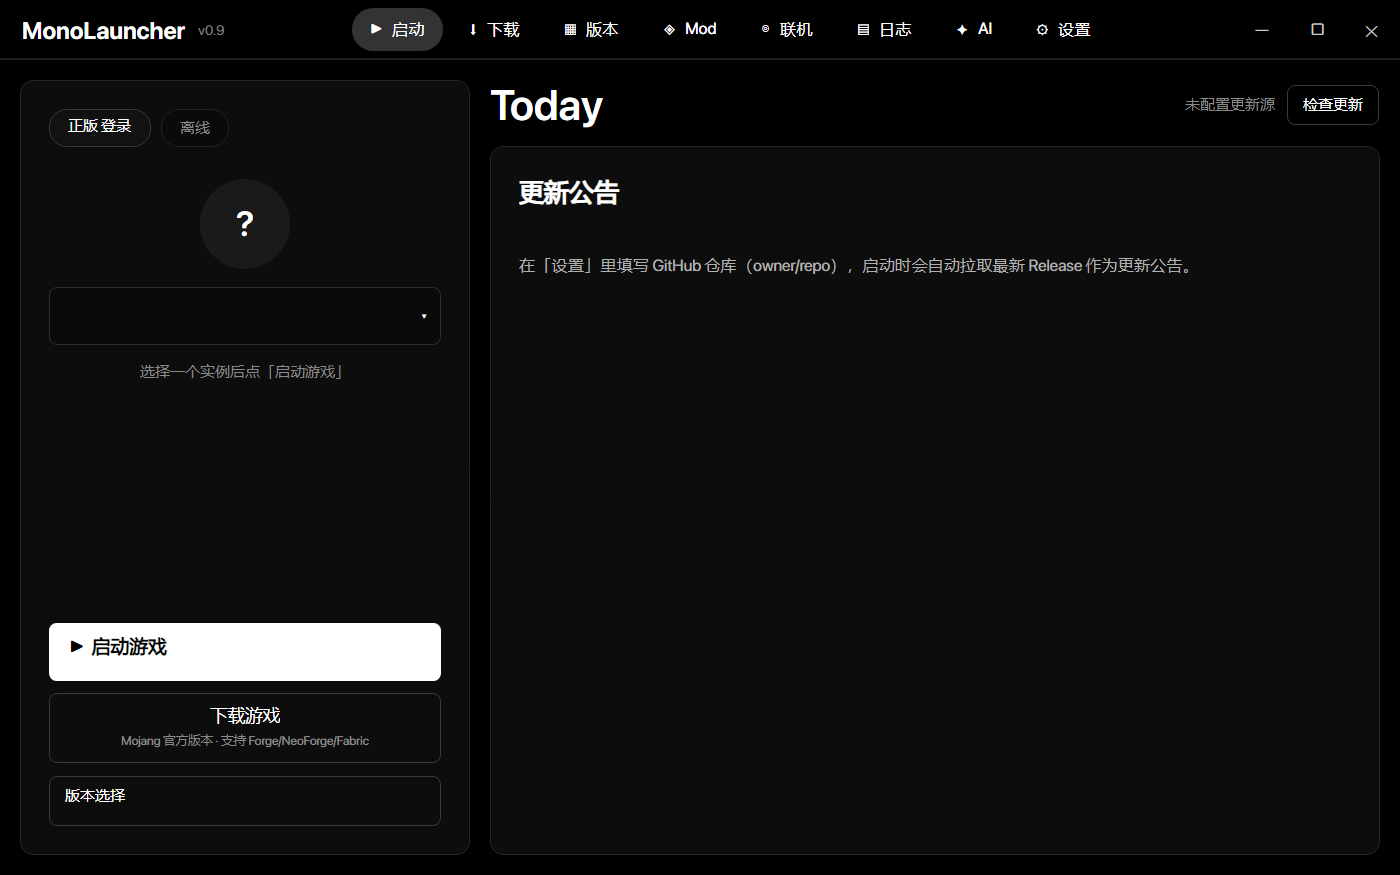 MonoLauncher v0.9
启动 下载 版本 Mod 联机 日志 AI 设置
正版登录 离线
?
选择一个实例后点「启动游戏」
启动游戏
下载游戏
Mojang 官方版本 · 支持 Forge/NeoForge/Fabric
版本选择
Today
未配置更新源 检查更新
更新公告
在「设置」里填写 GitHub 仓库（owner/repo），启动时会自动拉取最新 Release 作为更新公告。